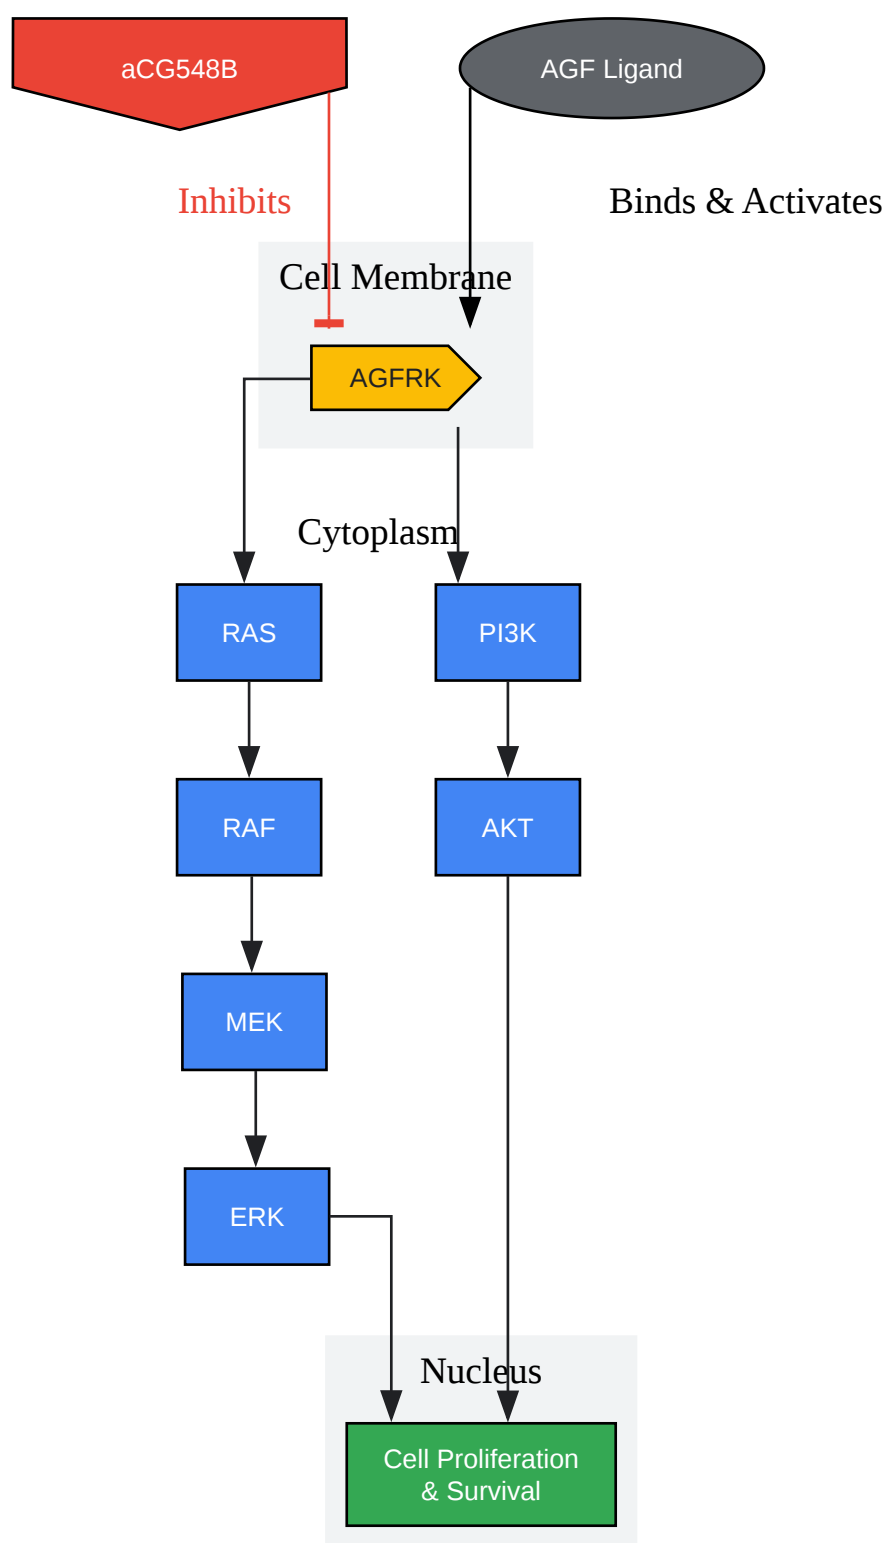 aCG548B
AGF Ligand
Inhibits
Binds & Activates
Cell Membrane
AGFRK
Cytoplasm
RAS
PI3K
RAF
AKT
MEK
ERK
Nucleus
Cell Proliferation
& Survival